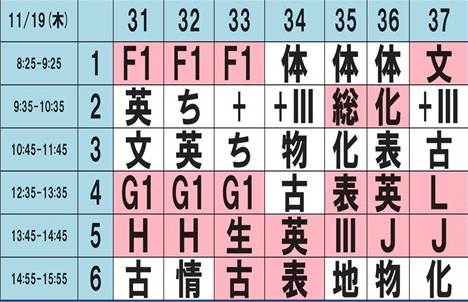 11/19(木) 31 32 33 34 35 36 37
8:25-9:25 1 F1 F1 F1 体 体 体 文
9:35-10:35 2 英 ち + +Ⅲ 総 化 +Ⅲ
10:45-11:45 3 文 英 ち 物 化 表 古
12:35-13:35 4 G1 G1 G1 古 表 英 L
13:45-14:45 5 H H 生 英 Ⅲ J J
14:55-15:55 6 古 情 古 表 地 物 化